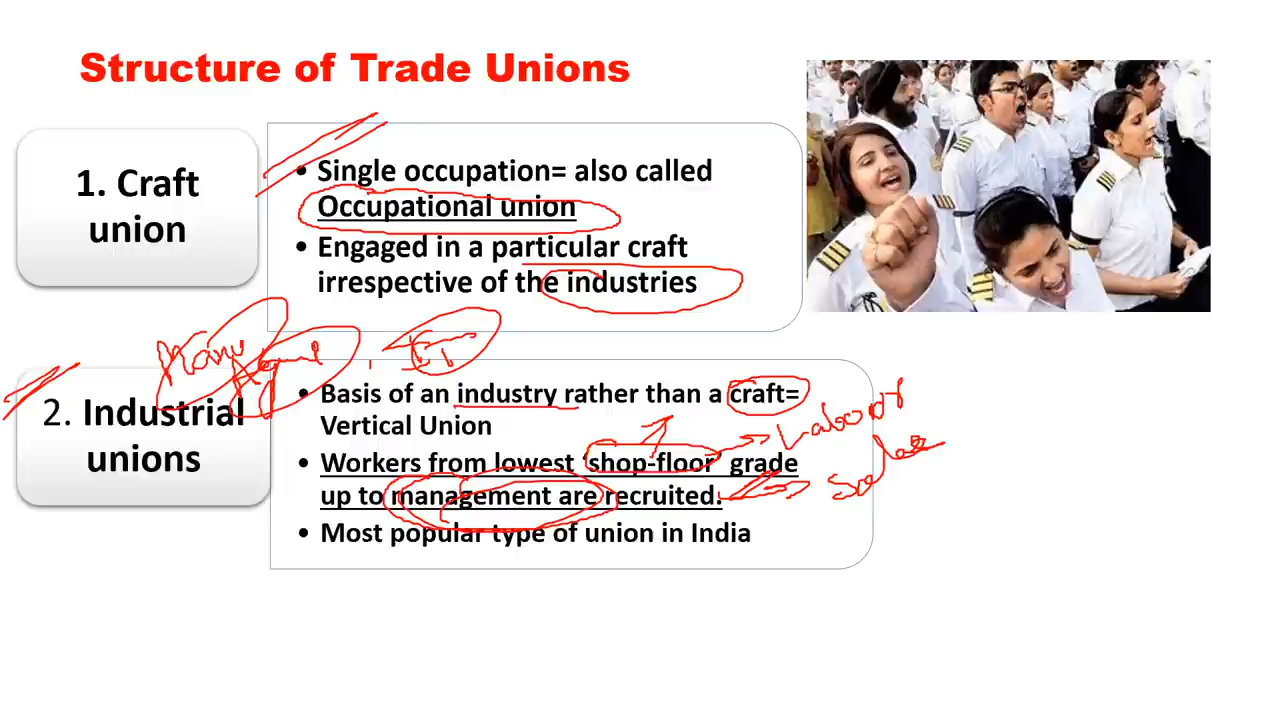 Structure of Trade Unions
1. Craft
union
• Single occupation= also called
Occupational union
• Engaged in a particular craft
irrespective of the industries
2. Industrial
unions
• Basis of an industry rather than a craft=
Vertical Union
• Workers from lowest ‘shop-floor’ grade
up to management are recruited.
• Most popular type of union in India
Labour
Sales
IT